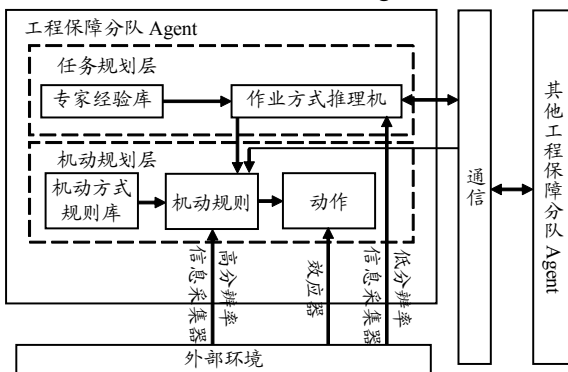 工程保障分队 Agent
任务规划层
专家经验库
作业方式推理机
机动规划层
机动方式
规则库
机动规则
动作
高分辨率
信息采集器
效应器
低分辨率
信息采集器
外部环境
通信
其他工程保障分队 Agent